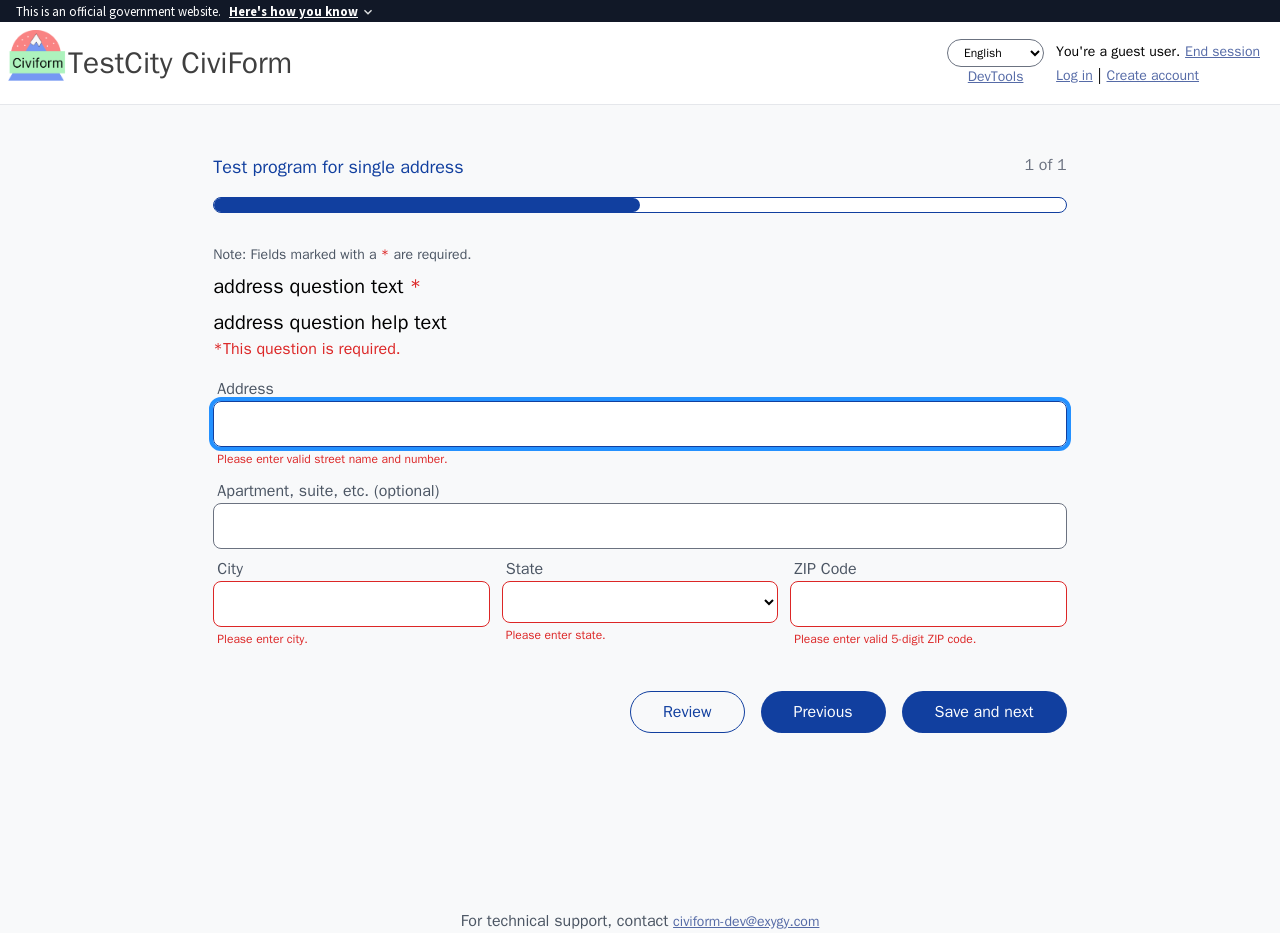 This is an official government website. Here's how you know
Civiform TestCity CiviForm
English
DevTools
You're a guest user. End session
Log in | Create account
Test program for single address
1 of 1
Note: Fields marked with a * are required.
address question text *
address question help text
*This question is required.
Address
Please enter valid street name and number.
Apartment, suite, etc. (optional)
City State ZIP Code
Please enter city. Please enter state. Please enter valid 5-digit ZIP code.
Review Previous Save and next
For technical support, contact civiform-dev@exygy.com